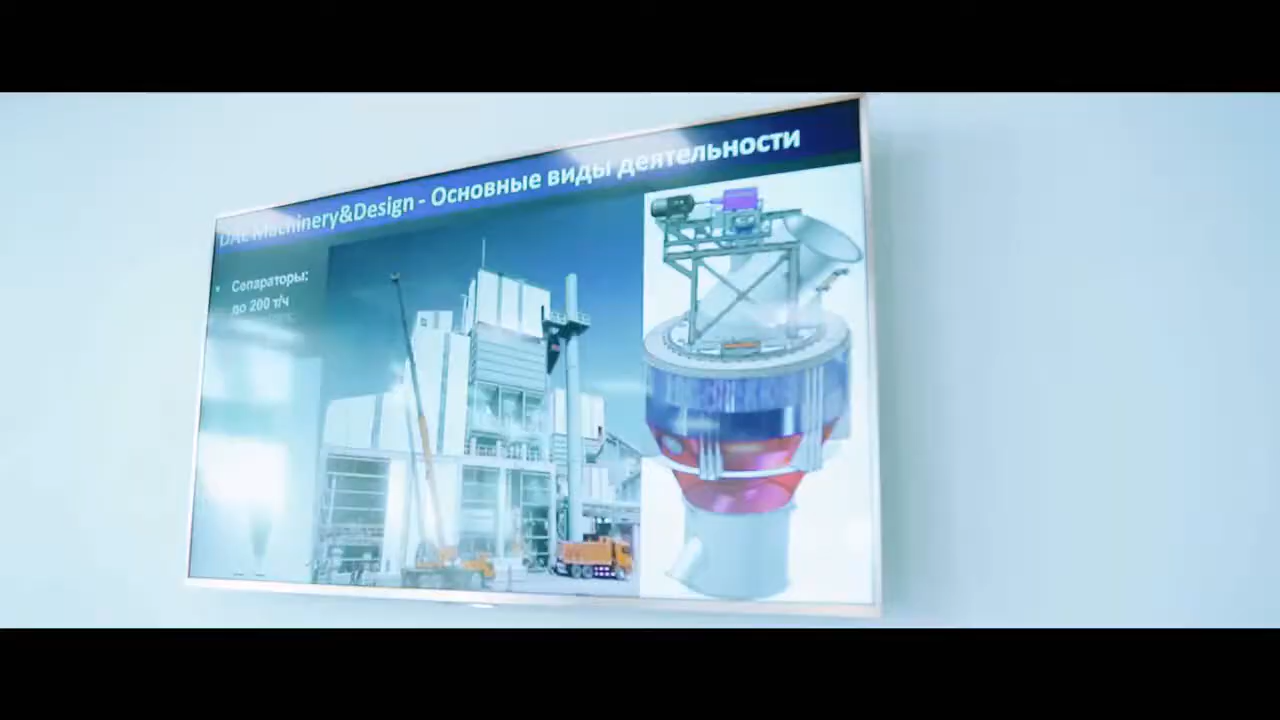 Machinery&Design - Основные виды деятельности
Сепараторы:
до 200 т/ч